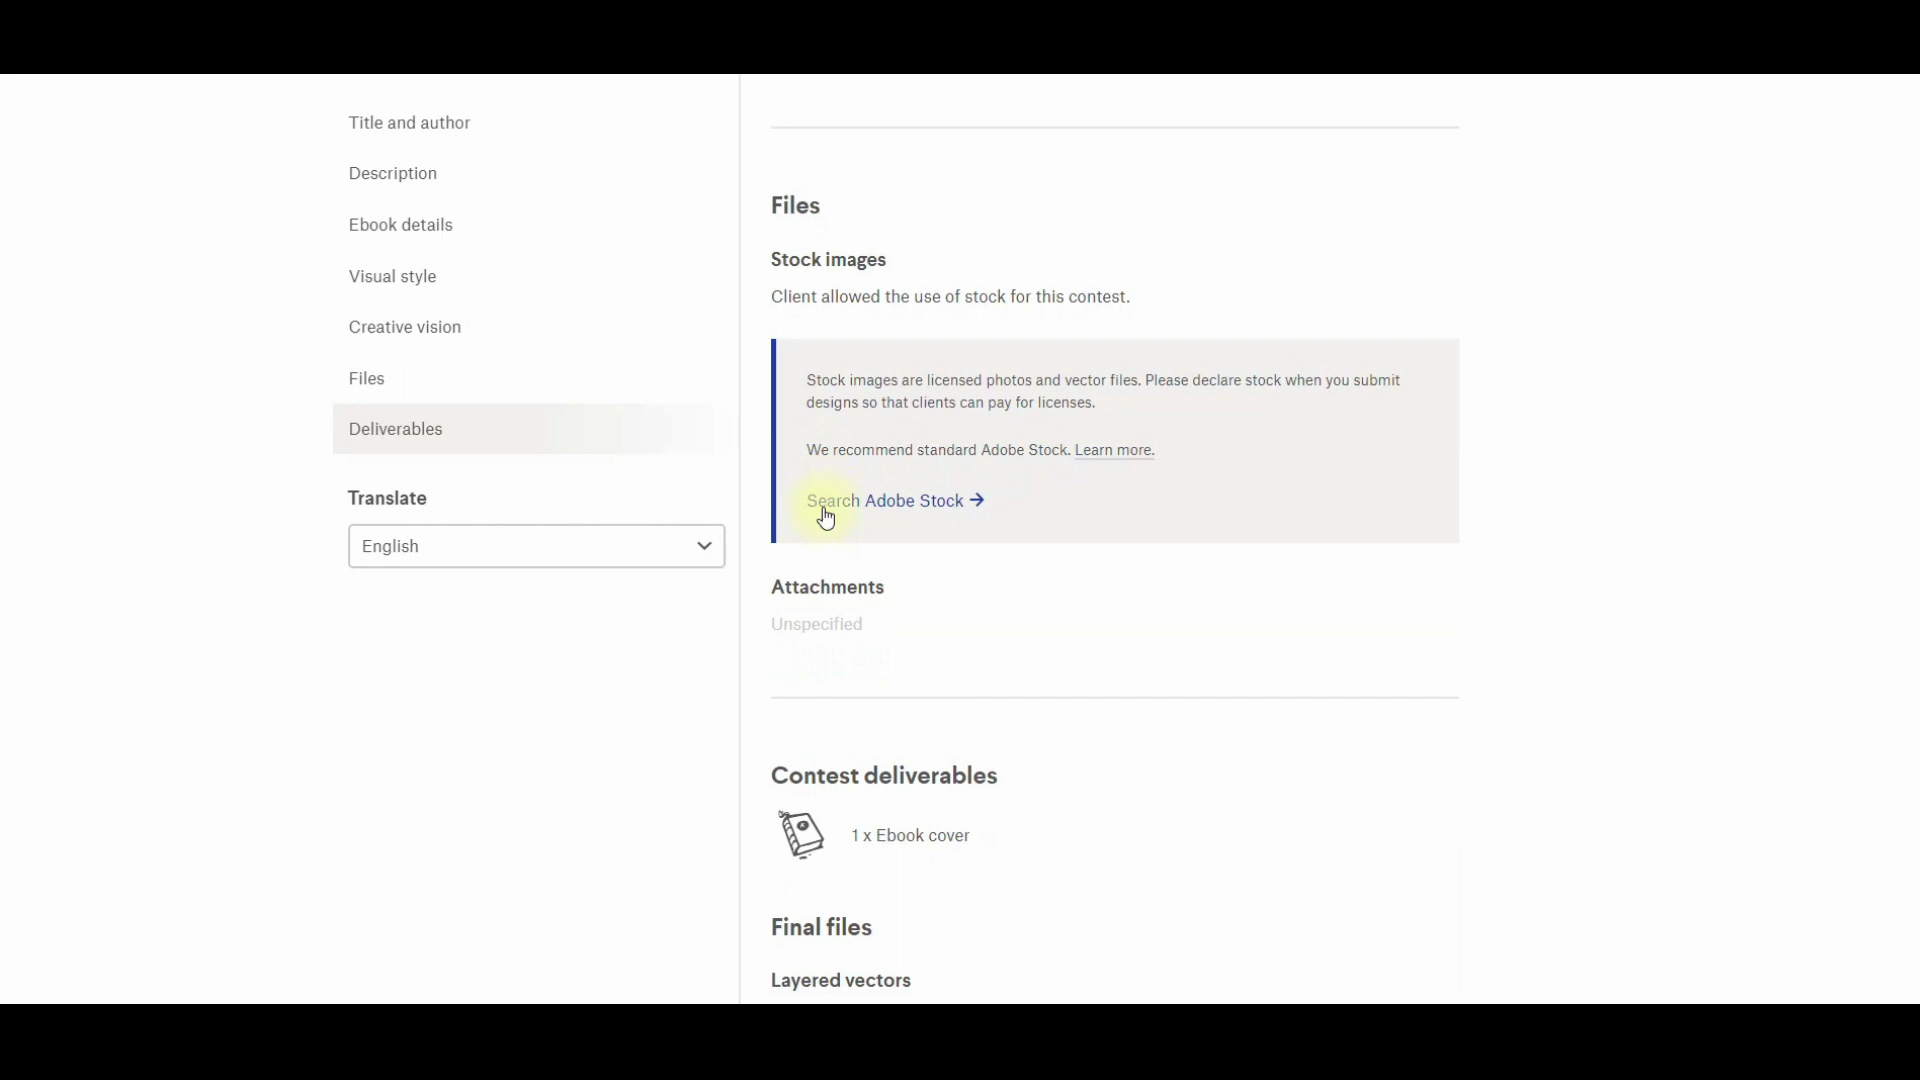 Title and author
Description
Ebook details
Visual style
Creative vision
Files
Deliverables
Translate
English
Files
Stock images
Client allowed the use of stock for this contest.
Stock images are licensed photos and vector files. Please declare stock when you submit
designs so that clients can pay for licenses.
We recommend standard Adobe Stock. Learn more.
Search Adobe Stock →
Attachments
Unspecified
Contest deliverables
1 x Ebook cover
Final files
Layered vectors